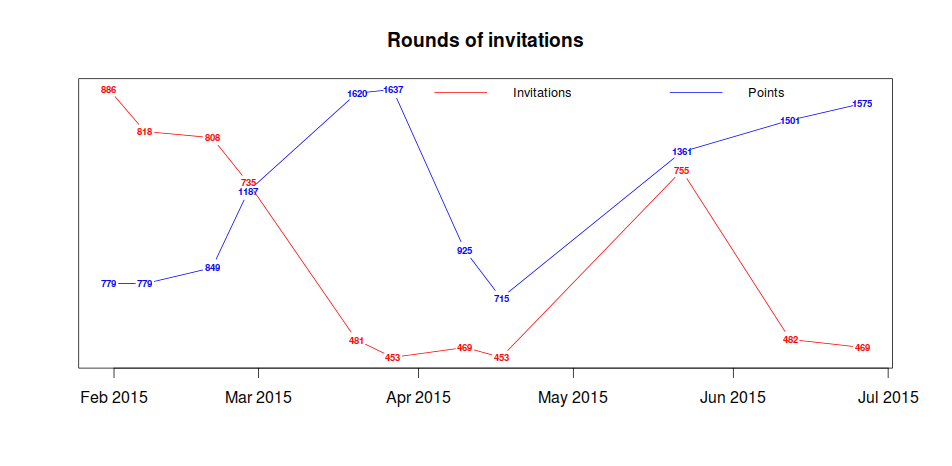 Rounds of invitations
886 1620 1637 Invitations Points 1575
818 808 1501
735 1361
1187 755
925
779 779 849
715
481 453 469 453 482 469
Feb 2015 Mar 2015 Apr 2015 May 2015 Jun 2015 Jul 2015